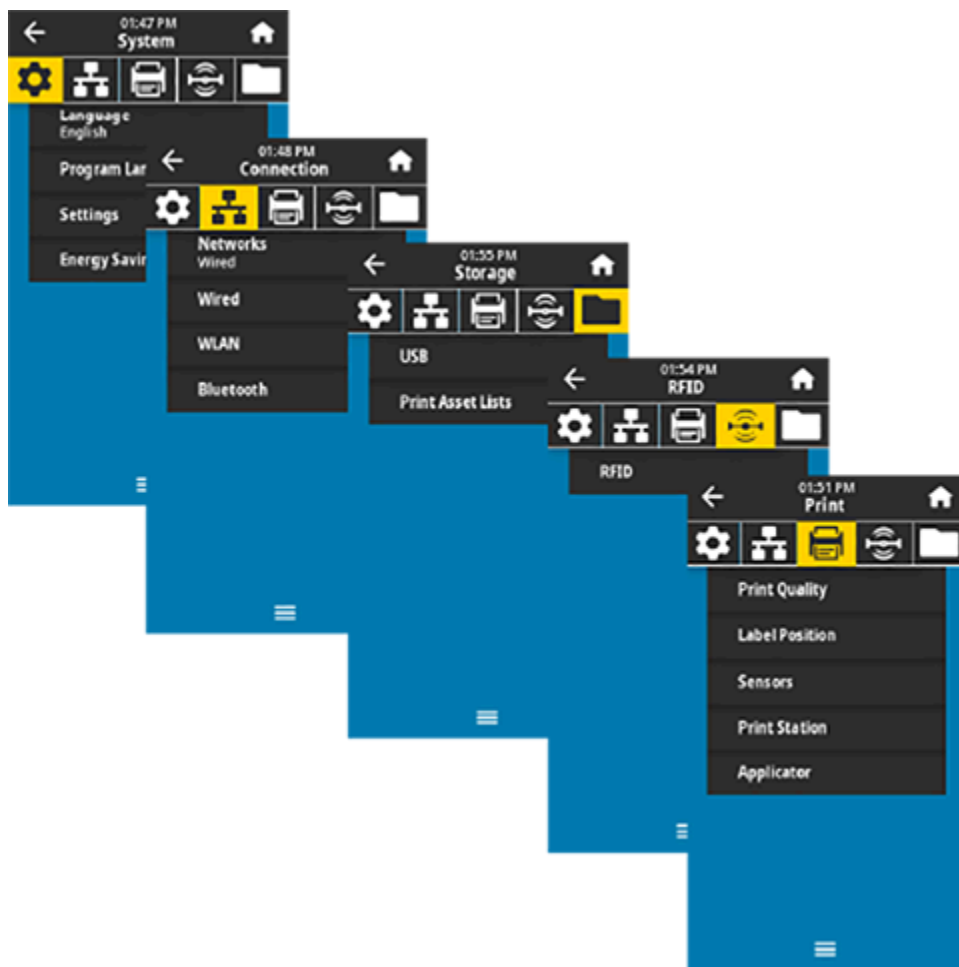 01:47 PM
System
Language
English
Program Lar
Settings
Energy Savin
01:48 PM
Connection
Networks
Wired
Wired
WLAN
Bluetooth
01:55 PM
Storage
USB
Print Asset Lists
01:54 PM
RFID
RFID
01:51 PM
Print
Print Quality
Label Position
Sensors
Print Station
Applicator